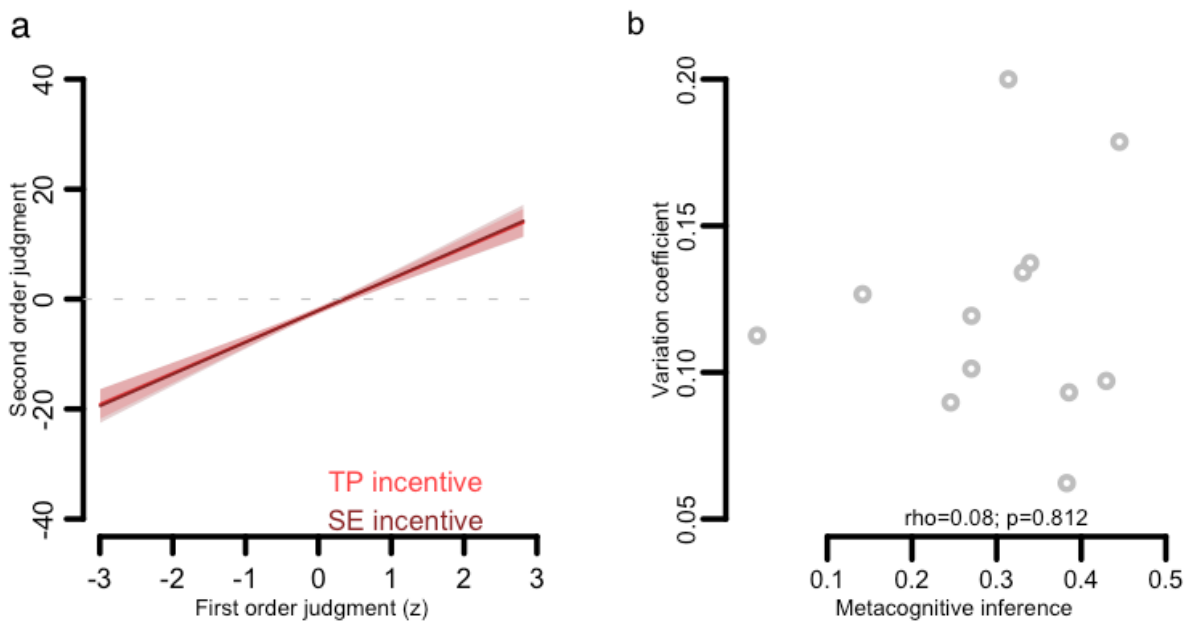 a
40
20
0
-20
-40
Second order judgment
TP incentive
SE incentive
-3 -2 -1 0 1 2 3
First order judgment (z)
b
0.20
0.15
0.10
0.05
Variation coefficient
rho=0.08; p=0.812
0.1 0.2 0.3 0.4 0.5
Metacognitive inference